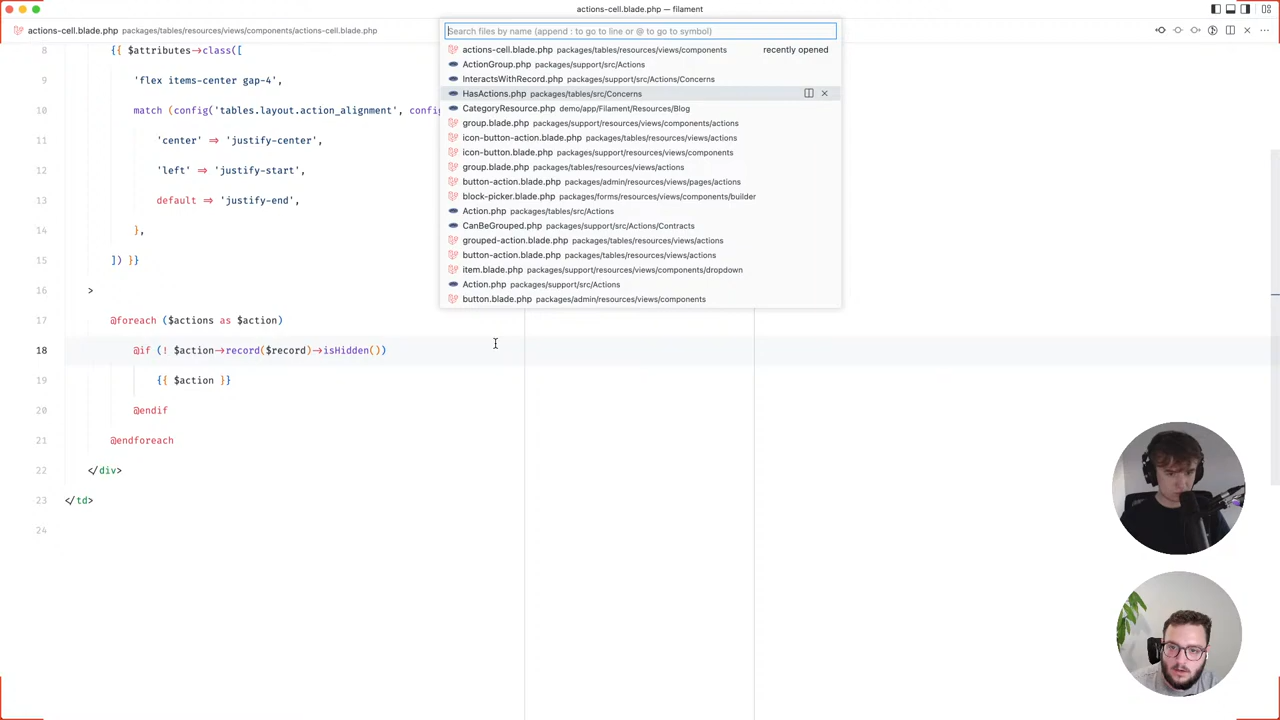 actions-cell.blade.php — filament
actions-cell.blade.php packages/tables/resources/views/components/actions-cell.blade.php
Search files by name (append : to go to line or @ to go to symbol)
actions-cell.blade.php packages/tables/resources/views/components recently opened
ActionGroup.php packages/support/src/Actions
InteractsWithRecord.php packages/support/src/Actions/Concerns
HasActions.php packages/tables/src/Concerns
CategoryResource.php demo/app/Filament/Resources/Blog
group.blade.php packages/support/resources/views/components/actions
icon-button-action.blade.php packages/tables/resources/views/actions
icon-button.blade.php packages/support/resources/views/components
group.blade.php packages/tables/resources/views/actions
button-action.blade.php packages/admin/resources/views/pages/actions
block-picker.blade.php packages/forms/resources/views/components/builder
Action.php packages/tables/src/Actions
CanBeGrouped.php packages/support/src/Actions/Contracts
grouped-action.blade.php packages/tables/resources/views/actions
button-action.blade.php packages/tables/resources/views/actions
item.blade.php packages/support/resources/views/components/dropdown
Action.php packages/support/src/Actions
button.blade.php packages/admin/resources/views/components
8 {{ $attributes->class([
9 'flex items-center gap-4',
10 match (config('tables.layout.action_alignment', config
11 'center' => 'justify-center',
12 'left' => 'justify-start',
13 default => 'justify-end',
14 },
15 ]) }}
16 >
17 @foreach ($actions as $action)
18 @if (! $action->record($record)->isHidden())
19 {{ $action }}
20 @endif
21 @endforeach
22 </div>
23 </td>
24